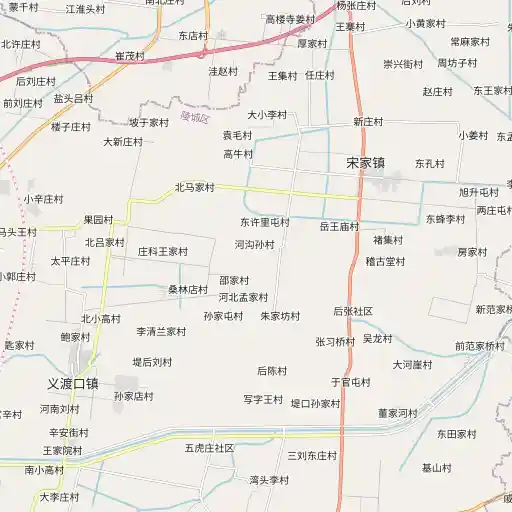 蒙千村
江淮头村
南北庄村
高楼寺姜村
杨张庄村
后刘村
王寨村
小黄家村
东店村
厚家村
常麻家村
北许庄村
崔茂村
崇兴街村
周坊子村
后刘庄村
洼赵村
王集村
任庄村
前刘庄村
盐头吕村
赵庄村
东王家村
陵城区
大小李村
楼子庄村
坡于家村
新庄村
袁毛村
小姜村
大新庄村
高牛村
宋家镇
东孔村
北马家村
旭升屯村
小辛庄村
两庄丘村
果园村
东许里屯村
岳王庙村
东蜂李村
马头王村
北吕家村
河沟孙村
褚集村
庄科王家村
房家村
太平庄村
稽古堂村
小郭庄村
邵家村
桑林店村
河北孟家村
北小高村
孙家屯村
朱家坊村
后张社区
新范家桥村
李清兰家村
鲍家村
吴龙村
匙家村
张习桥村
前范家桥村
堤后刘村
大河崖村
后陈村
义渡口镇
于官屯村
孙家店村
写字王村
堤口孙家村
河南刘村
董家河村
辛安街村
东田家村
王家院村
五虎庄社区
三刘东庄村
南小高村
基山村
湾头李村
大李庄村